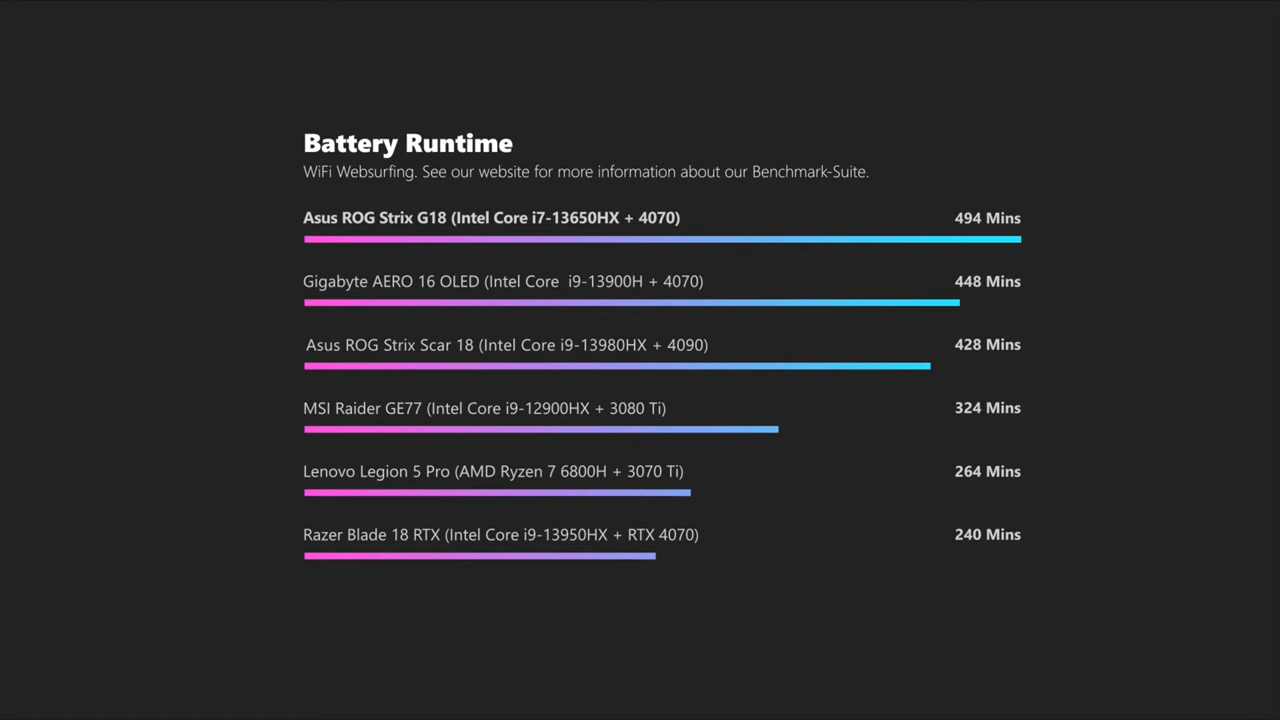 Battery Runtime
WiFi Websurfing. See our website for more information about our Benchmark-Suite.
Asus ROG Strix G18 (Intel Core i7-13650HX + 4070) 494 Mins
Gigabyte AERO 16 OLED (Intel Core  i9-13900H + 4070) 448 Mins
Asus ROG Strix Scar 18 (Intel Core i9-13980HX + 4090) 428 Mins
MSI Raider GE77 (Intel Core i9-12900HX + 3080 Ti) 324 Mins
Lenovo Legion 5 Pro (AMD Ryzen 7 6800H + 3070 Ti) 264 Mins
Razer Blade 18 RTX (Intel Core i9-13950HX + RTX 4070) 240 Mins